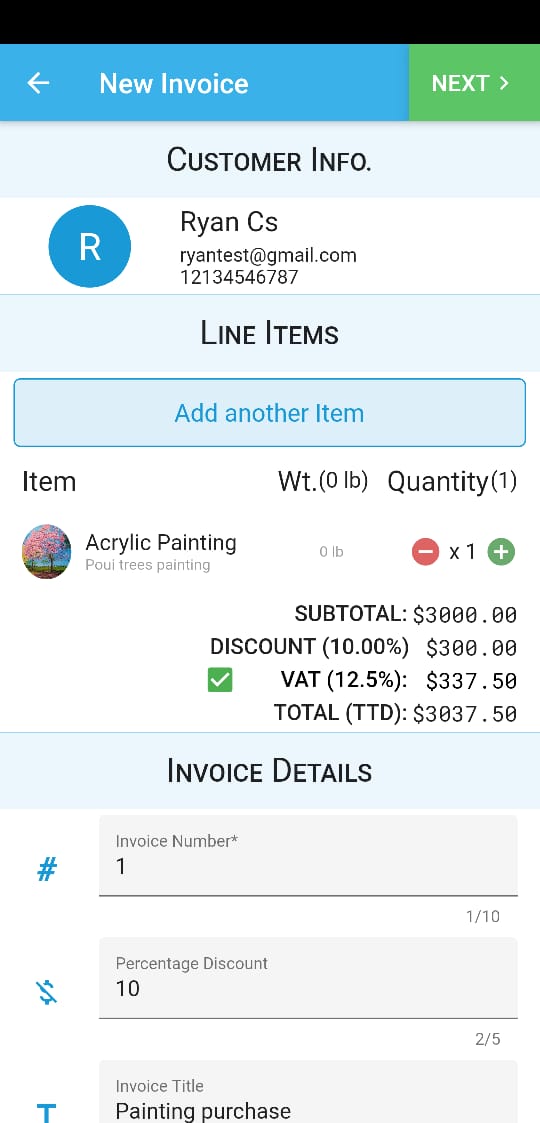 New Invoice
NEXT >
CUSTOMER INFO.
R
Ryan Cs
ryantest@gmail.com
12134546787
LINE ITEMS
Add another Item
Item Wt.(0 lb) Quantity(1)
Acrylic Painting 0 lb x 1
Poui trees painting
SUBTOTAL: $3000.00
DISCOUNT (10.00%) $300.00
VAT (12.5%): $337.50
TOTAL (TTD): $3037.50
INVOICE DETAILS
Invoice Number*
# 1
1/10
Percentage Discount
10
2/5
Invoice Title
Painting purchase